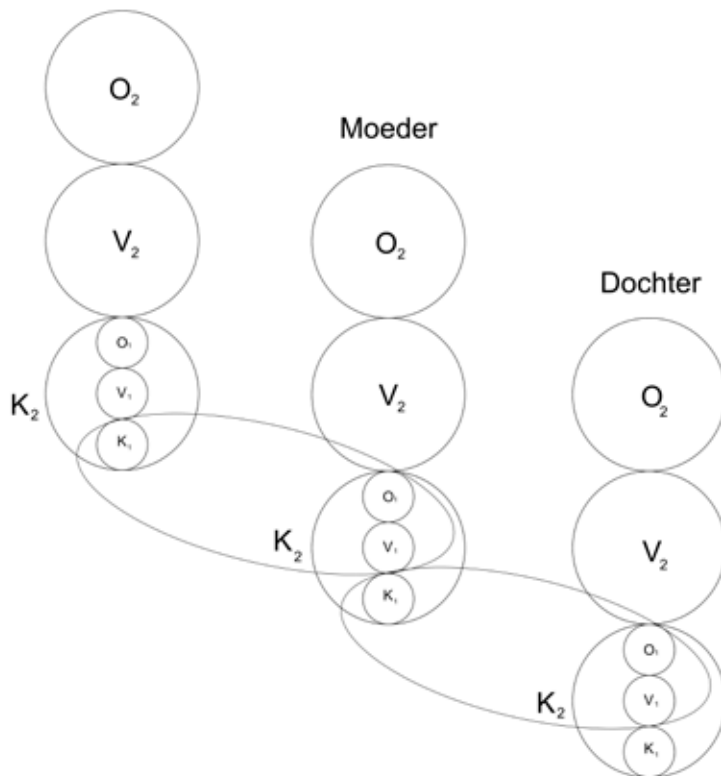 O₂
V₂
O₁
V₁
K₁
K₂
Moeder
O₂
V₂
O₁
V₁
K₁
K₂
Dochter
O₂
V₂
O₁
V₁
K₁
K₂